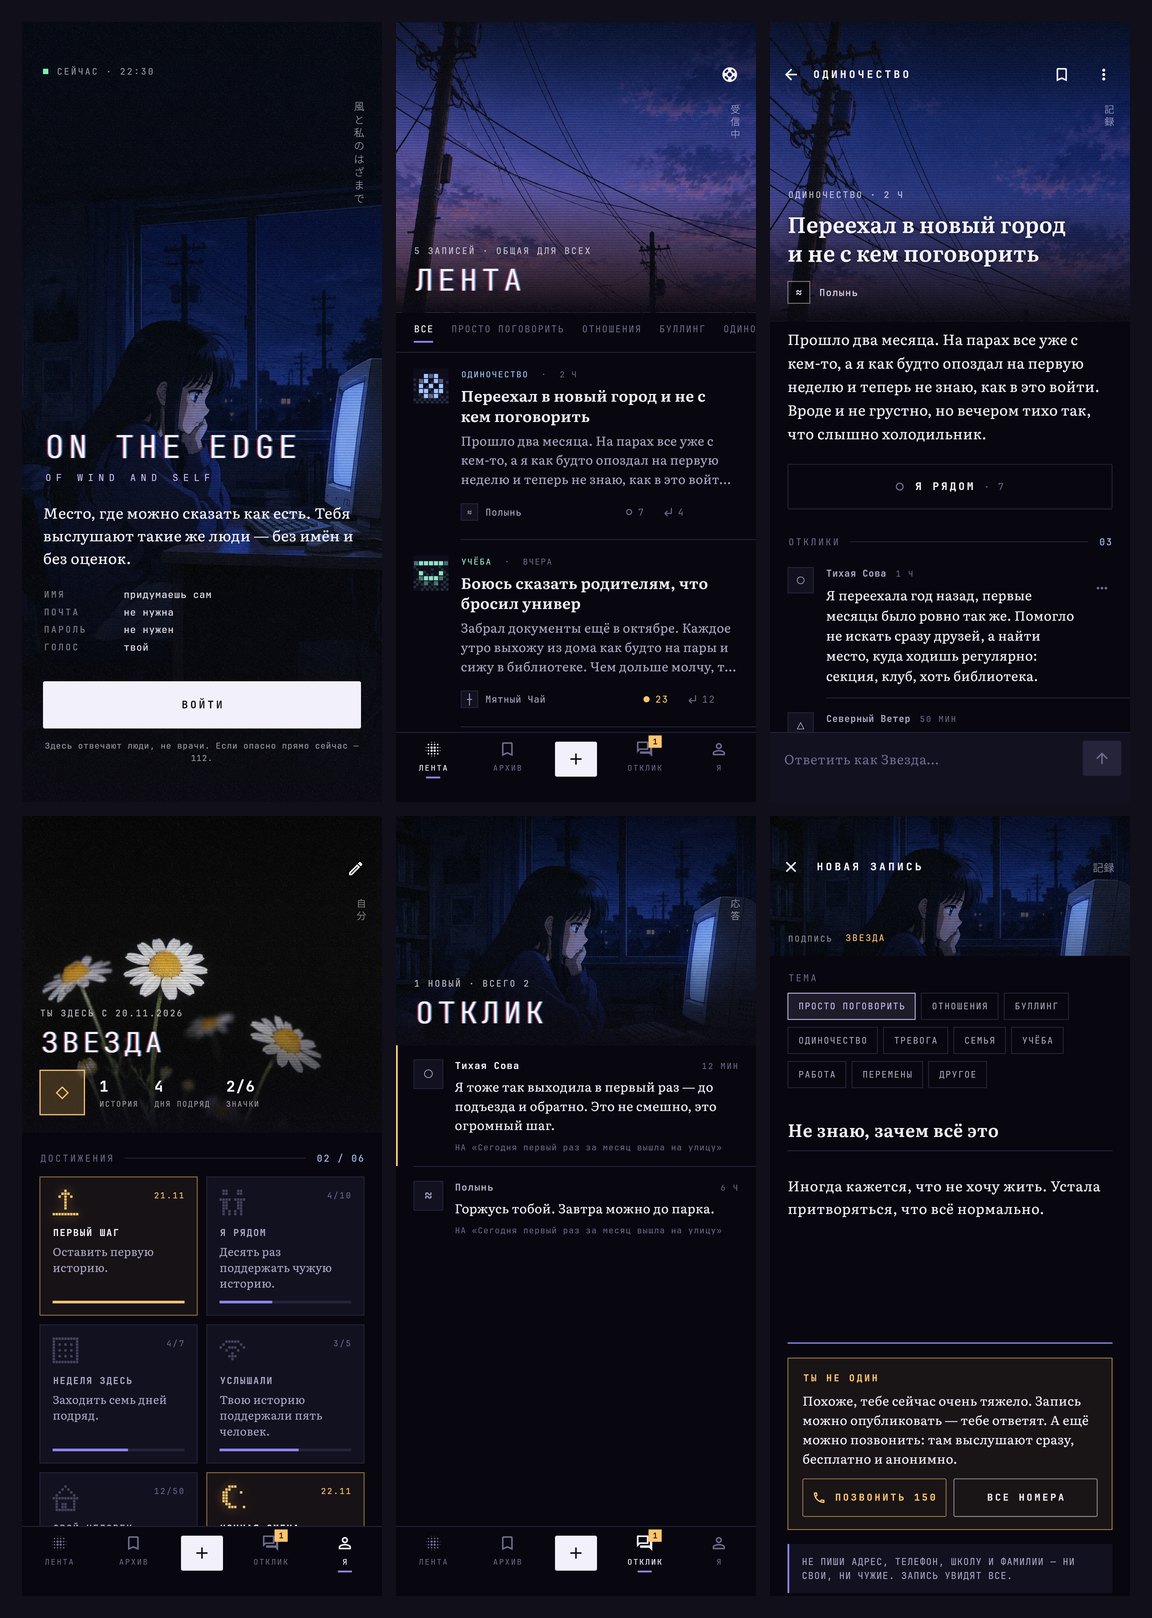 СЕЙЧАС · 22:30
風と私のはざまで
ON THE EDGE
OF WIND AND SELF
Место, где можно сказать как есть. Тебя
выслушают такие же люди — без имён и
без оценок.
ИМЯ придумаешь сам
ПОЧТА не нужна
ПАРОЛЬ не нужен
ГОЛОС твой
ВОЙТИ
Здесь отвечают люди, не врачи. Если опасно прямо сейчас —
112.
受信中
5 ЗАПИСЕЙ · ОБЩАЯ ДЛЯ ВСЕХ
ЛЕНТА
ВСЕ ПРОСТО ПОГОВОРИТЬ ОТНОШЕНИЯ БУЛЛИНГ ОДИНО
ОДИНОЧЕСТВО · 2 Ч
Переехал в новый город и не с
кем поговорить
Прошло два месяца. На парах все уже с
кем-то, а я как будто опоздал на первую
неделю и теперь не знаю, как в это войт…
≈ Полынь 7 4
УЧЁБА · ВЧЕРА
Боюсь сказать родителям, что
бросил универ
Забрал документы ещё в октябре. Каждое
утро выхожу из дома как будто на пары и
сижу в библиотеке. Чем дольше молчу, т…
Мятный Чай 23 12
ЛЕНТА АРХИВ + 1 ОТКЛИК Я
ОДИНОЧЕСТВО
記録
ОДИНОЧЕСТВО · 2 Ч
Переехал в новый город
и не с кем поговорить
≈ Полынь
Прошло два месяца. На парах все уже с
кем-то, а я как будто опоздал на первую
неделю и теперь не знаю, как в это войти.
Вроде и не грустно, но вечером тихо так,
что слышно холодильник.
Я РЯДОМ · 7
ОТКЛИКИ 03
Тихая Сова 1 Ч
Я переехала год назад, первые
месяцы было ровно так же. Помогло
не искать сразу друзей, а найти
место, куда ходишь регулярно:
секция, клуб, хоть библиотека.
Северный Ветер 50 МИН
Ответить как Звезда…
自分
ТЫ ЗДЕСЬ С 20.11.2026
ЗВЕЗДА
1 4 2/6
ИСТОРИЯ ДНЯ ПОДРЯД ЗНАЧКИ
ДОСТИЖЕНИЯ 02 / 06
21.11
ПЕРВЫЙ ШАГ
Оставить первую
историю.
4/10
Я РЯДОМ
Десять раз
поддержать чужую
историю.
4/7
НЕДЕЛЯ ЗДЕСЬ
Заходить семь дней
подряд.
3/5
УСЛЫШАЛИ
Твою историю
поддержали пять
человек.
12/50
22.11
ЛЕНТА АРХИВ + 1 ОТКЛИК Я
応答
1 НОВЫЙ · ВСЕГО 2
ОТКЛИК
Тихая Сова 12 МИН
Я тоже так выходила в первый раз — до
подъезда и обратно. Это не смешно, это
огромный шаг.
НА «Сегодня первый раз за месяц вышла на улицу»
≈ Полынь 6 Ч
Горжусь тобой. Завтра можно до парка.
НА «Сегодня первый раз за месяц вышла на улицу»
ЛЕНТА АРХИВ + 1 ОТКЛИК Я
НОВАЯ ЗАПИСЬ 記録
ПОДПИСЬ ЗВЕЗДА
ТЕМА
ПРОСТО ПОГОВОРИТЬ ОТНОШЕНИЯ БУЛЛИНГ
ОДИНОЧЕСТВО ТРЕВОГА СЕМЬЯ УЧЁБА
РАБОТА ПЕРЕМЕНЫ ДРУГОЕ
Не знаю, зачем всё это
Иногда кажется, что не хочу жить. Устала
притворяться, что всё нормально.
ТЫ НЕ ОДИН
Похоже, тебе сейчас очень тяжело. Запись
можно опубликовать — тебе ответят. А ещё
можно позвонить: там выслушают сразу,
бесплатно и анонимно.
ПОЗВОНИТЬ 150 ВСЕ НОМЕРА
НЕ ПИШИ АДРЕС, ТЕЛЕФОН, ШКОЛУ И ФАМИЛИИ — НИ
СВОИ, НИ ЧУЖИЕ. ЗАПИСЬ УВИДЯТ ВСЕ.